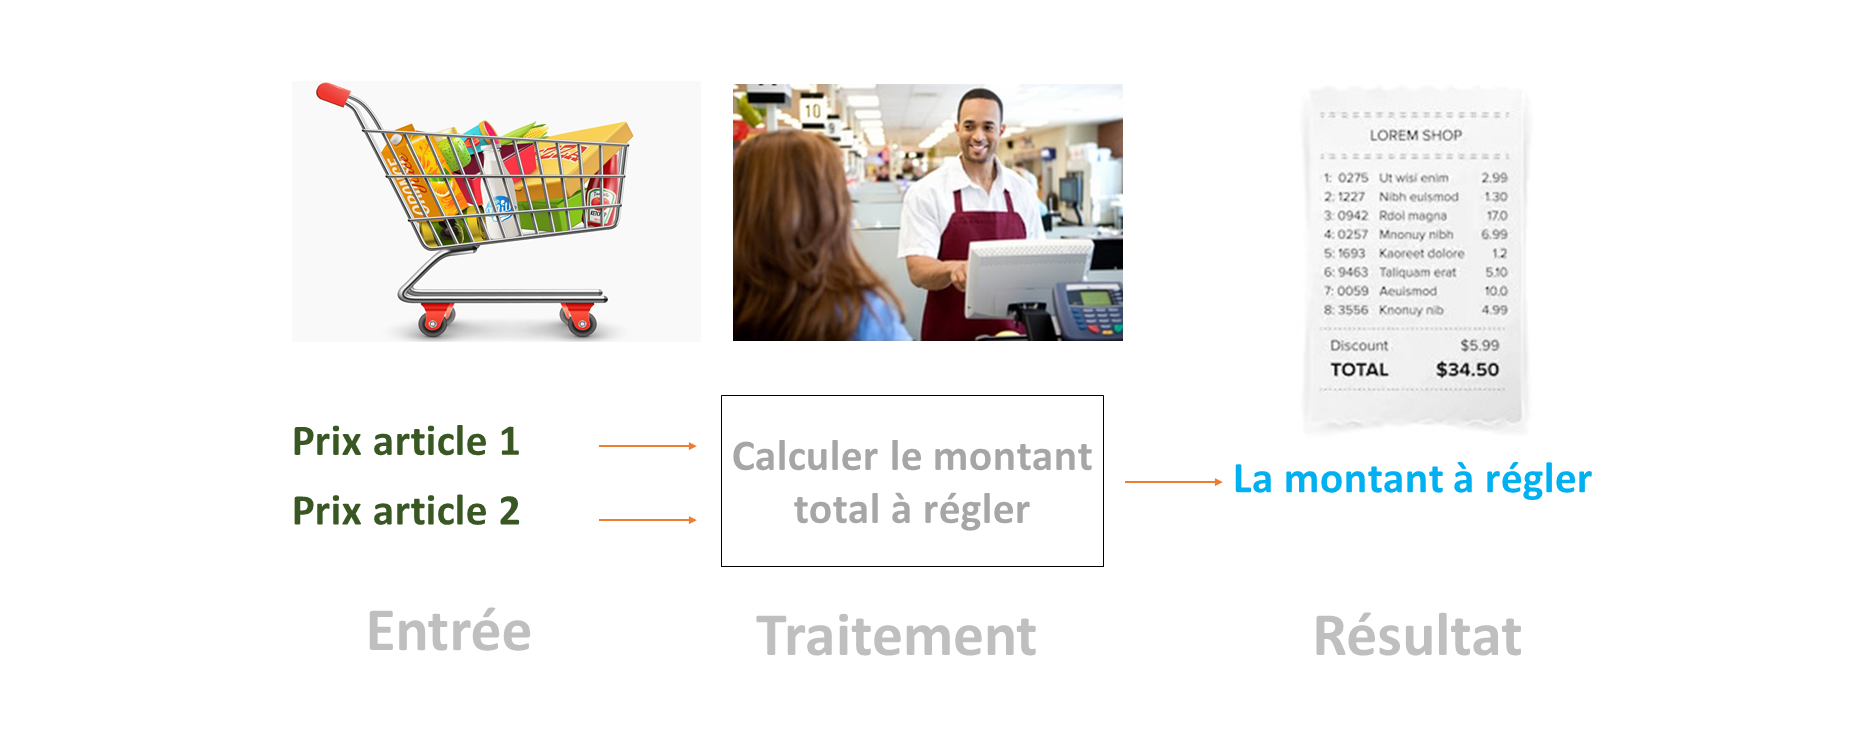 10
9
LOREM SHOP
1: 0275 Ut wisi enim 2.99
2: 1227 Nibh euismod 1.30
3: 0942 Rdol magna 17.0
4: 0257 Mnonuy nibh 6.99
5: 1693 Kaoreet dolore 1.2
6: 9463 Taliquam erat 5.10
7: 0059 Aeuismod 10.0
8: 3556 Knonuy nib 4.99
Discount $5.99
TOTAL $34.50
Prix article 1
Prix article 2
Calculer le montant
total à régler
La montant à régler
Entrée
Traitement
Résultat